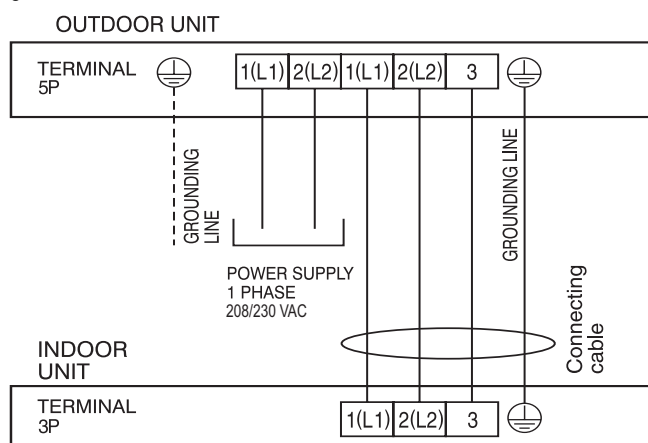 OUTDOOR UNIT
TERMINAL
5P
1(L1) 2(L2) 1(L1) 2(L2) 3
GROUNDING
LINE
GROUNDING LINE
POWER SUPPLY
1 PHASE
208/230 VAC
Connecting
cable
INDOOR
UNIT
TERMINAL
3P
1(L1) 2(L2) 3